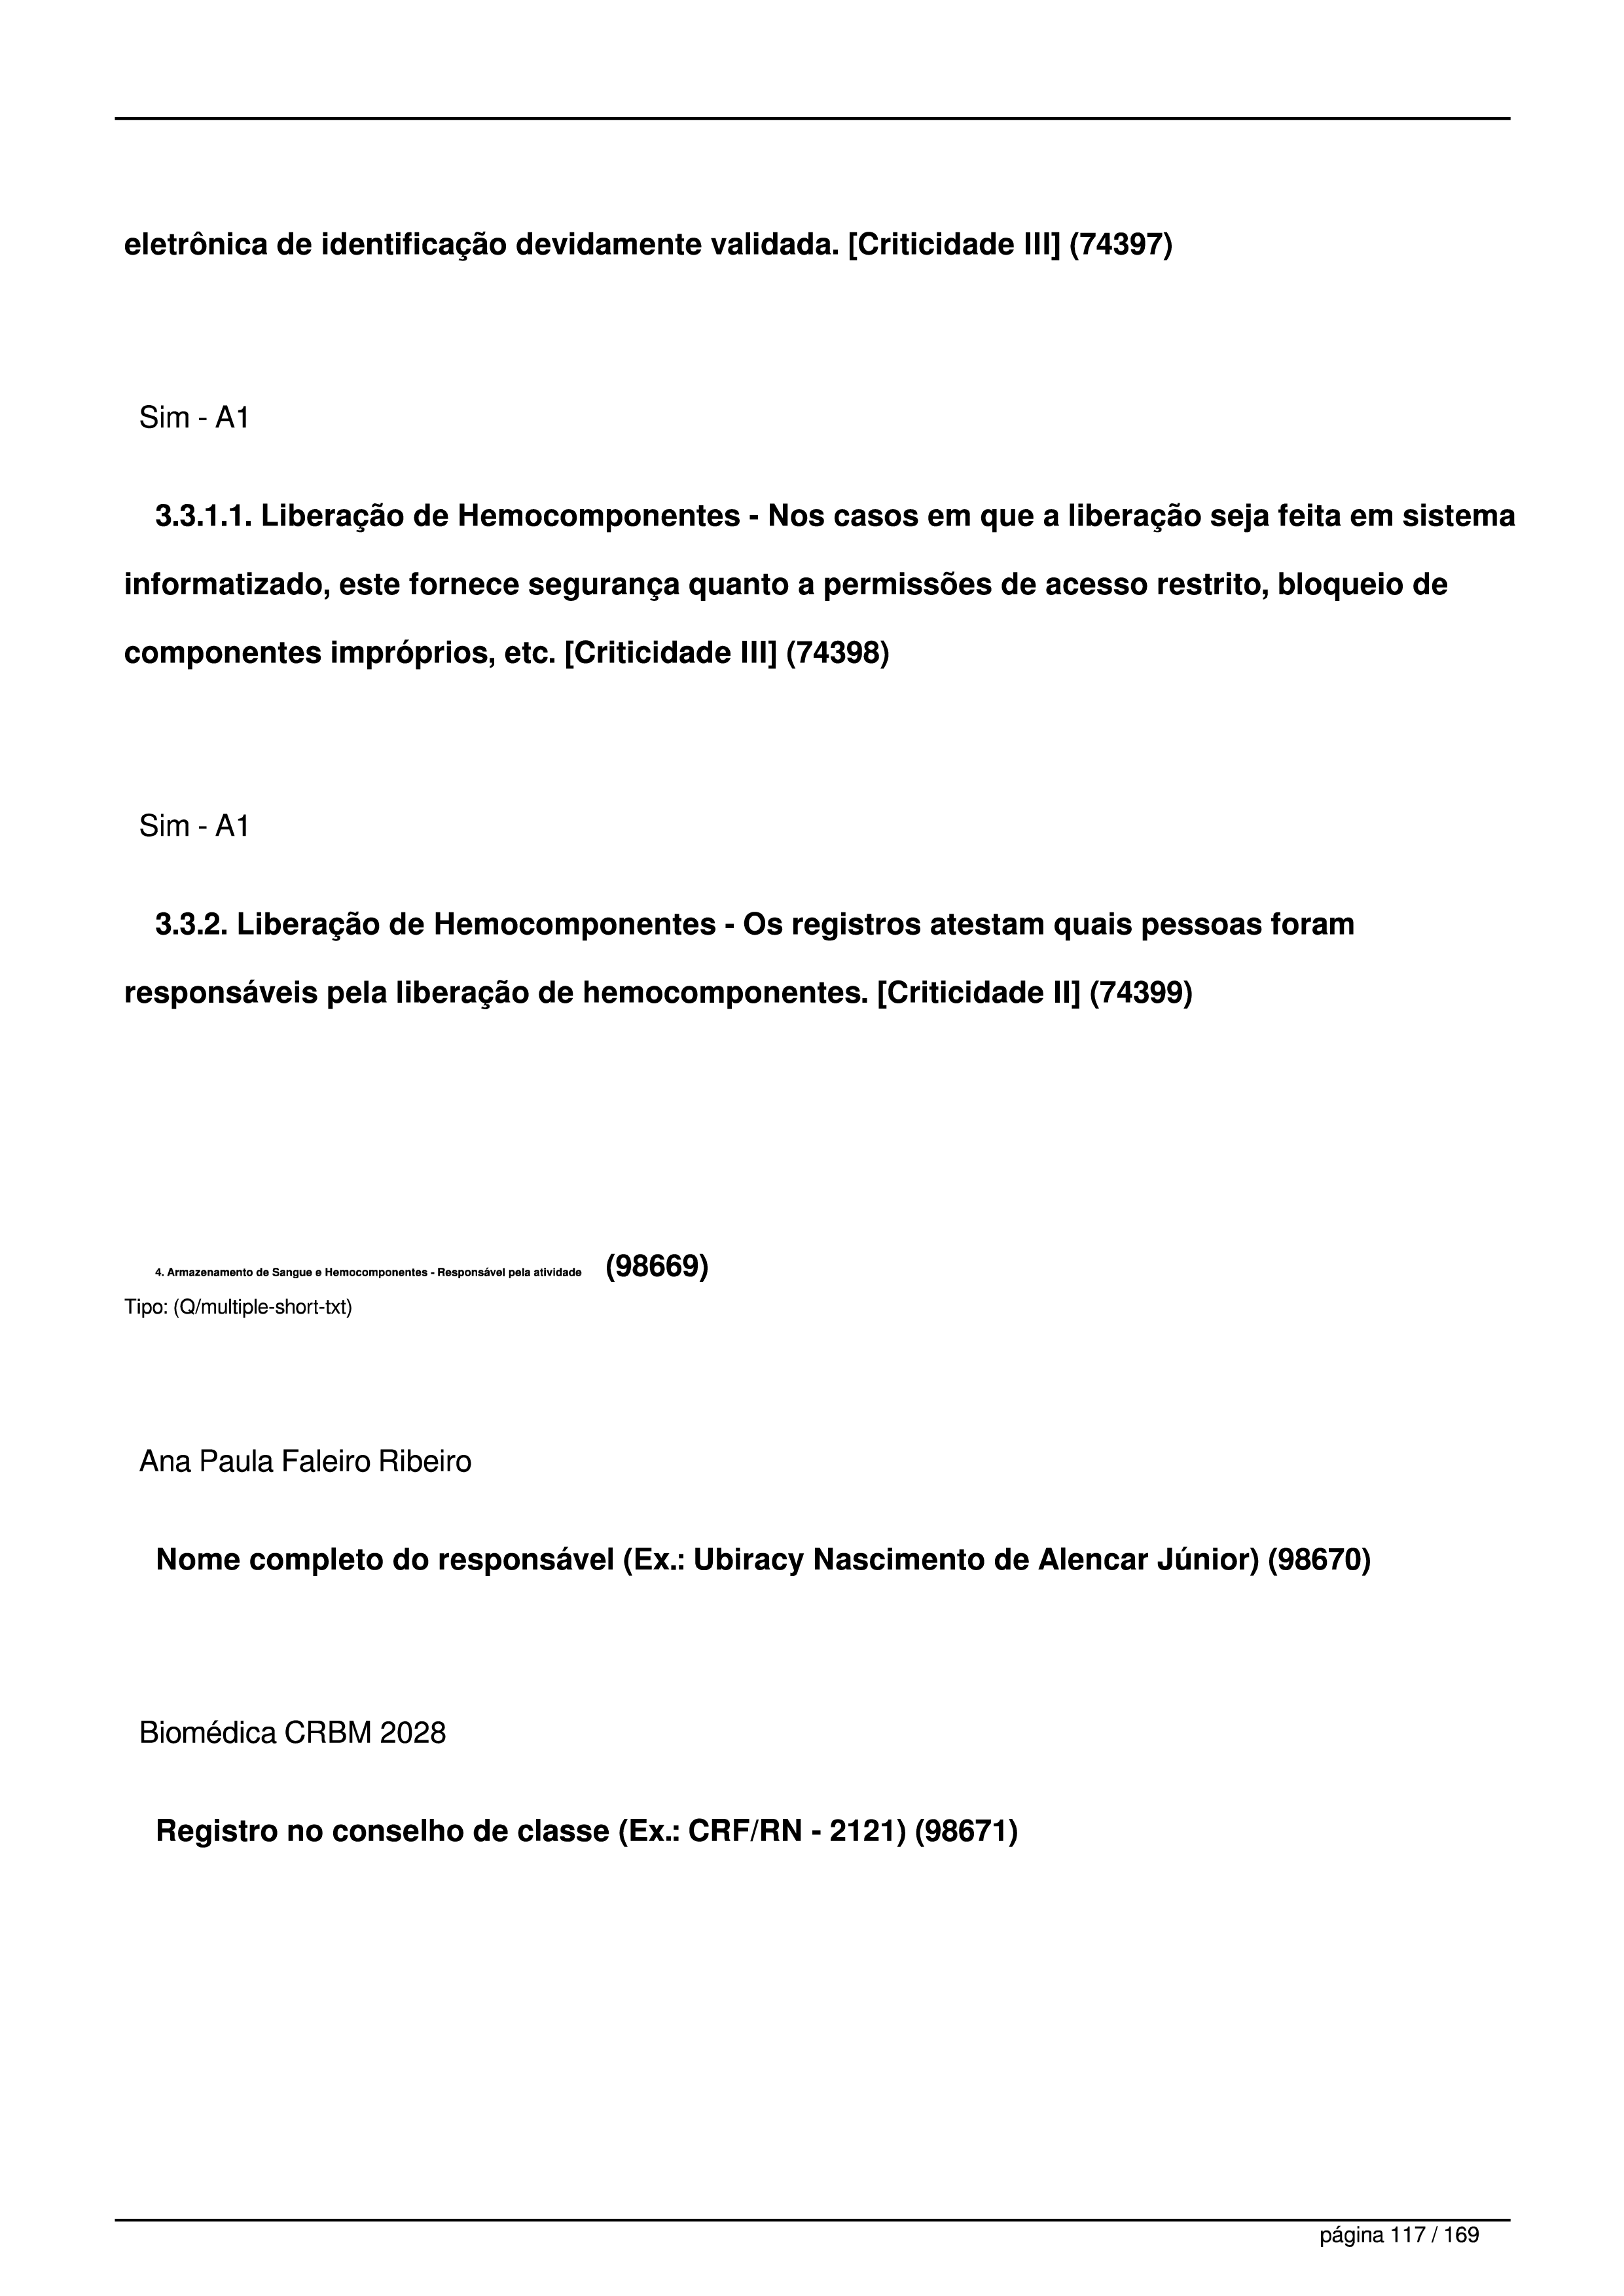 eletrônica de identificação devidamente validada. [Criticidade III] (74397)
Sim - A1
3.3.1.1. Liberação de Hemocomponentes - Nos casos em que a liberação seja feita em sistema
informatizado, este fornece segurança quanto a permissões de acesso restrito, bloqueio de
componentes impróprios, etc. [Criticidade III] (74398)
Sim - A1
3.3.2. Liberação de Hemocomponentes - Os registros atestam quais pessoas foram
responsáveis pela liberação de hemocomponentes. [Criticidade II] (74399)
4. Armazenamento de Sangue e Hemocomponentes - Responsável pela atividade (98669)
Tipo: (Q/multiple-short-txt)
Ana Paula Faleiro Ribeiro
Nome completo do responsável (Ex.: Ubiracy Nascimento de Alencar Júnior) (98670)
Biomédica CRBM 2028
Registro no conselho de classe (Ex.: CRF/RN - 2121) (98671)
página 117 / 169